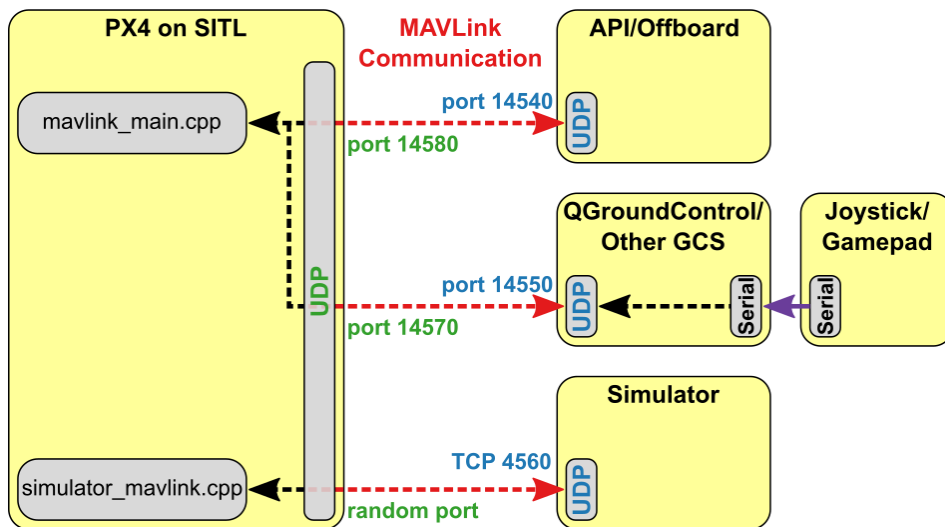 PX4 on SITL
mavlink_main.cpp
simulator_mavlink.cpp
UDP
MAVLink
Communication
port 14540
port 14580
port 14550
port 14570
TCP 4560
random port
API/Offboard
UDP
QGroundControl/
Other GCS
UDP
Serial
Joystick/
Gamepad
Serial
Simulator
UDP